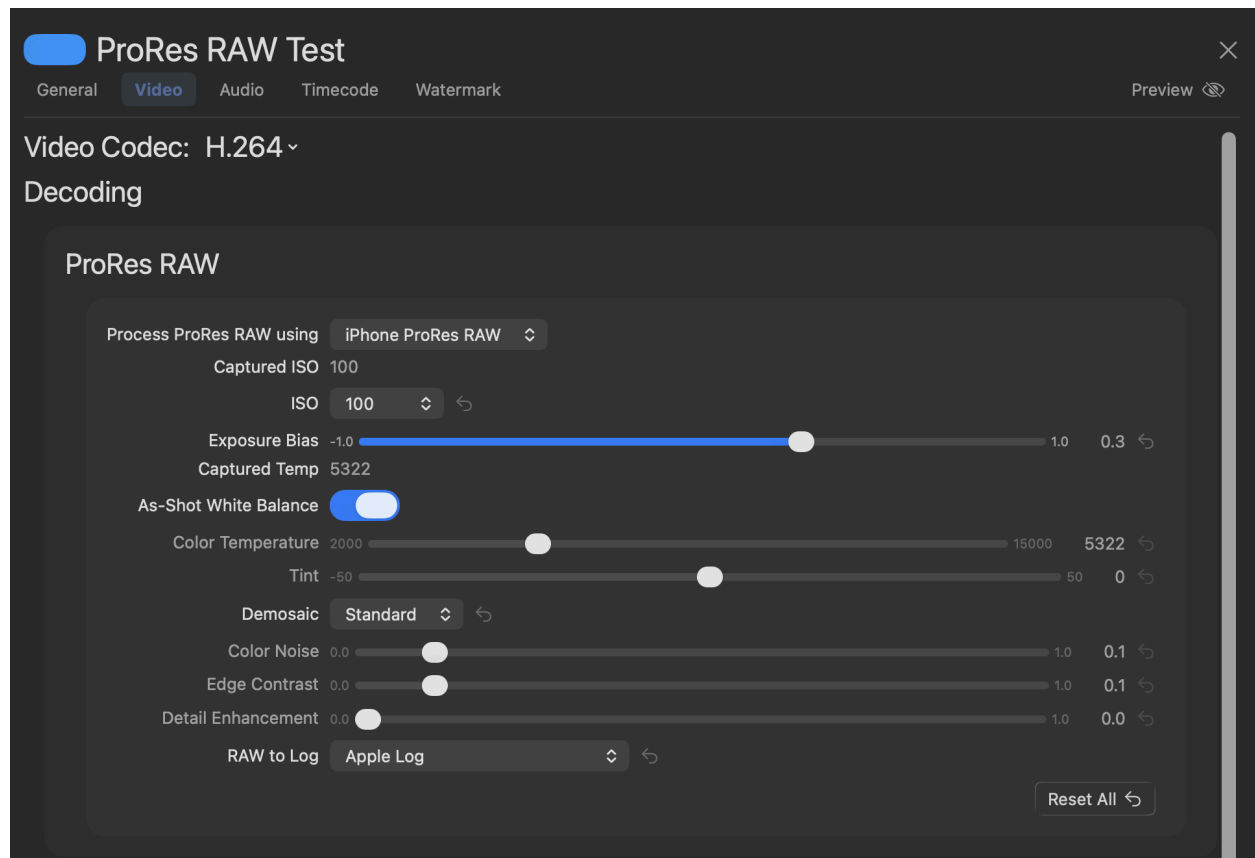 ProRes RAW Test
General Video Audio Timecode Watermark Preview
Video Codec: H.264
Decoding
ProRes RAW
Process ProRes RAW using iPhone ProRes RAW
Captured ISO 100
ISO 100
Exposure Bias -1.0 1.0 0.3
Captured Temp 5322
As-Shot White Balance
Color Temperature 2000 15000 5322
Tint -50 50 0
Demosaic Standard
Color Noise 0.0 1.0 0.1
Edge Contrast 0.0 1.0 0.1
Detail Enhancement 0.0 1.0 0.0
RAW to Log Apple Log
Reset All